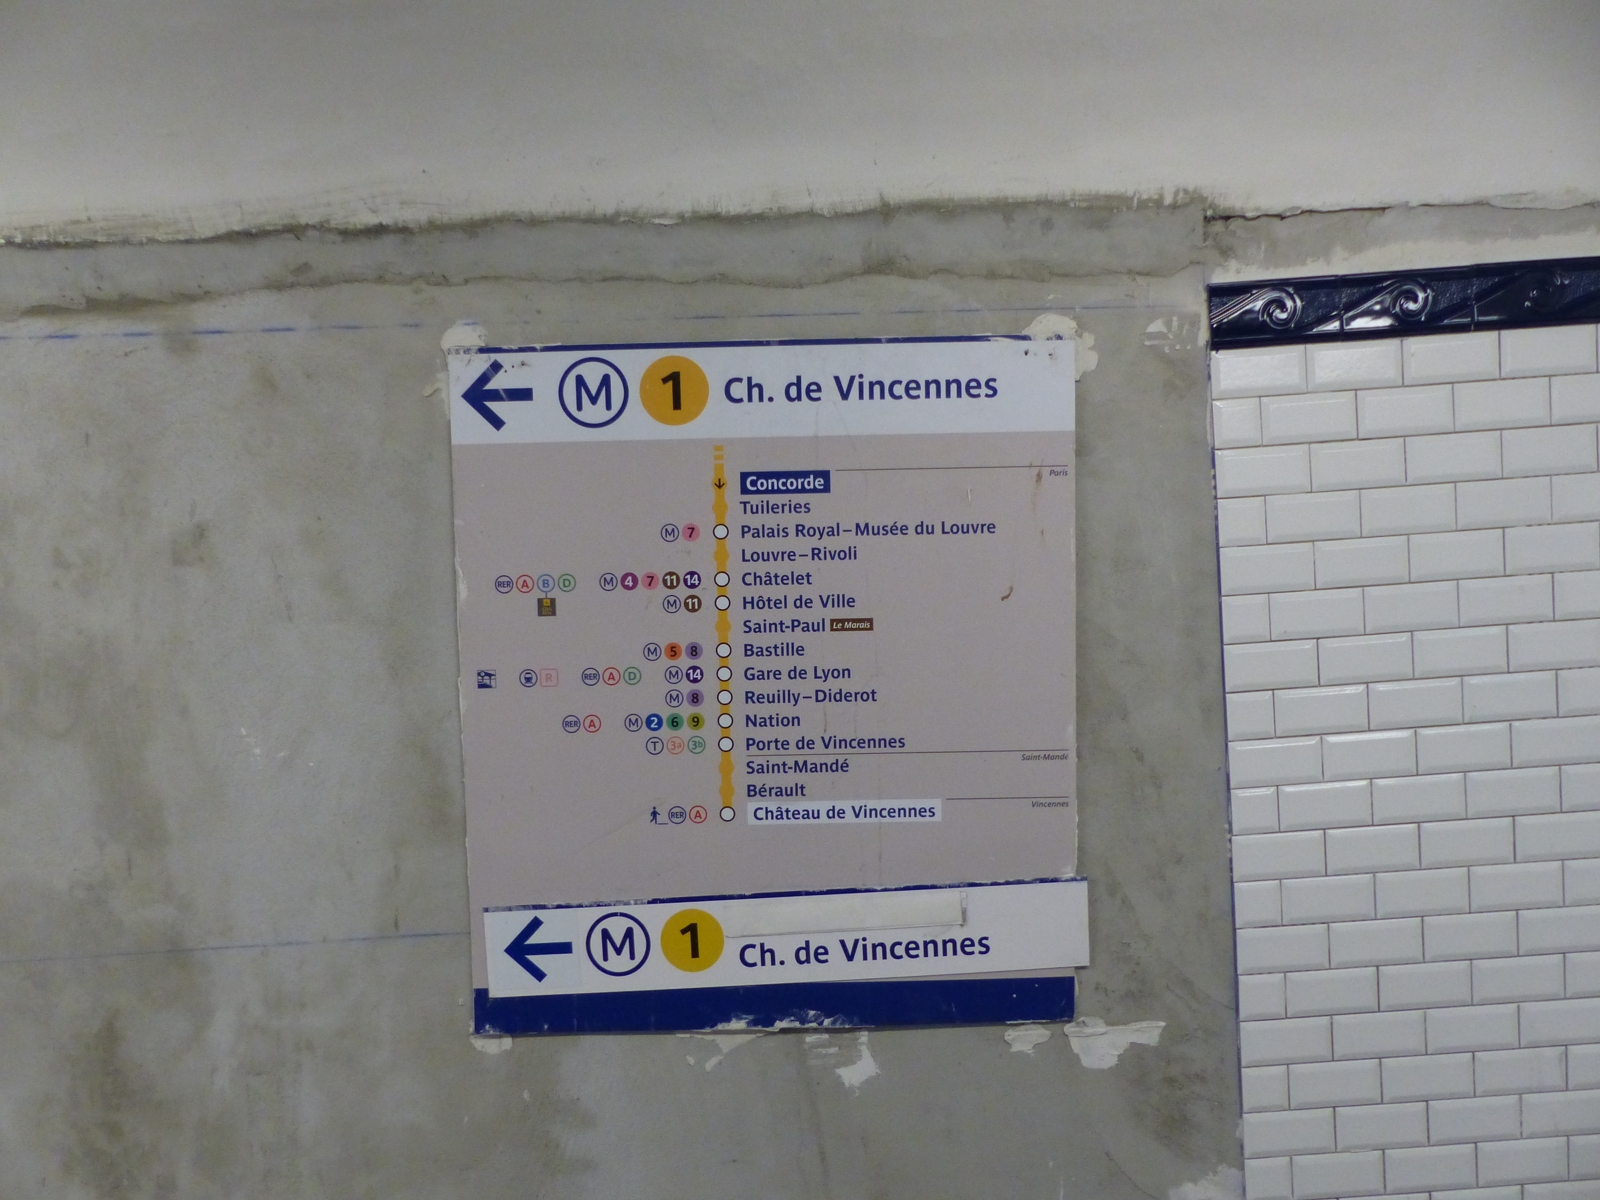 M 1 Ch. de Vincennes
Concorde
Paris
Tuileries
M 7 Palais Royal–Musée du Louvre
Louvre–Rivoli
RER A B D M 4 7 11 14 Châtelet
M 11 Hôtel de Ville
Saint-Paul Le Marais
M 5 8 Bastille
R RER A D M 14 Gare de Lyon
M 8 Reuilly–Diderot
RER A M 2 6 9 Nation
T 3a 3b Porte de Vincennes
Saint-Mandé
Saint-Mandé
Bérault
Vincennes
RER A Château de Vincennes
M 1 Ch. de Vincennes